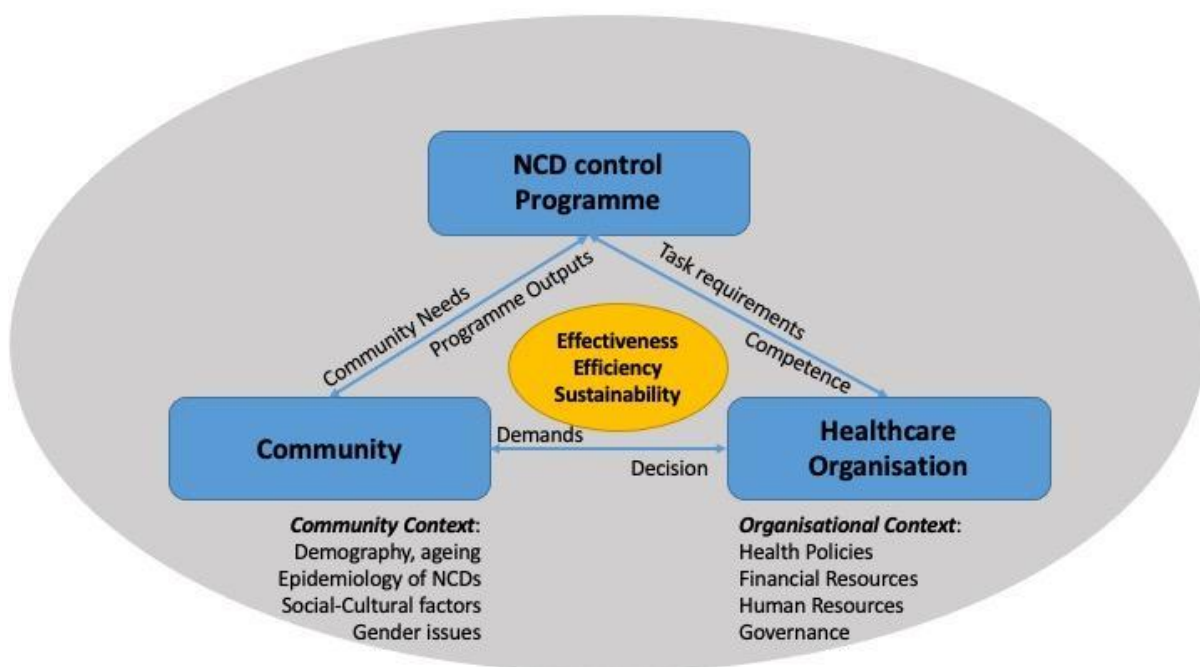 NCD control
Programme
Community Needs
Programme Outputs
Task requirements
Competence
Effectiveness
Efficiency
Sustainability
Community
Demands
Decision
Healthcare
Organisation
Community Context:
Demography, ageing
Epidemiology of NCDs
Social-Cultural factors
Gender issues
Organisational Context:
Health Policies
Financial Resources
Human Resources
Governance